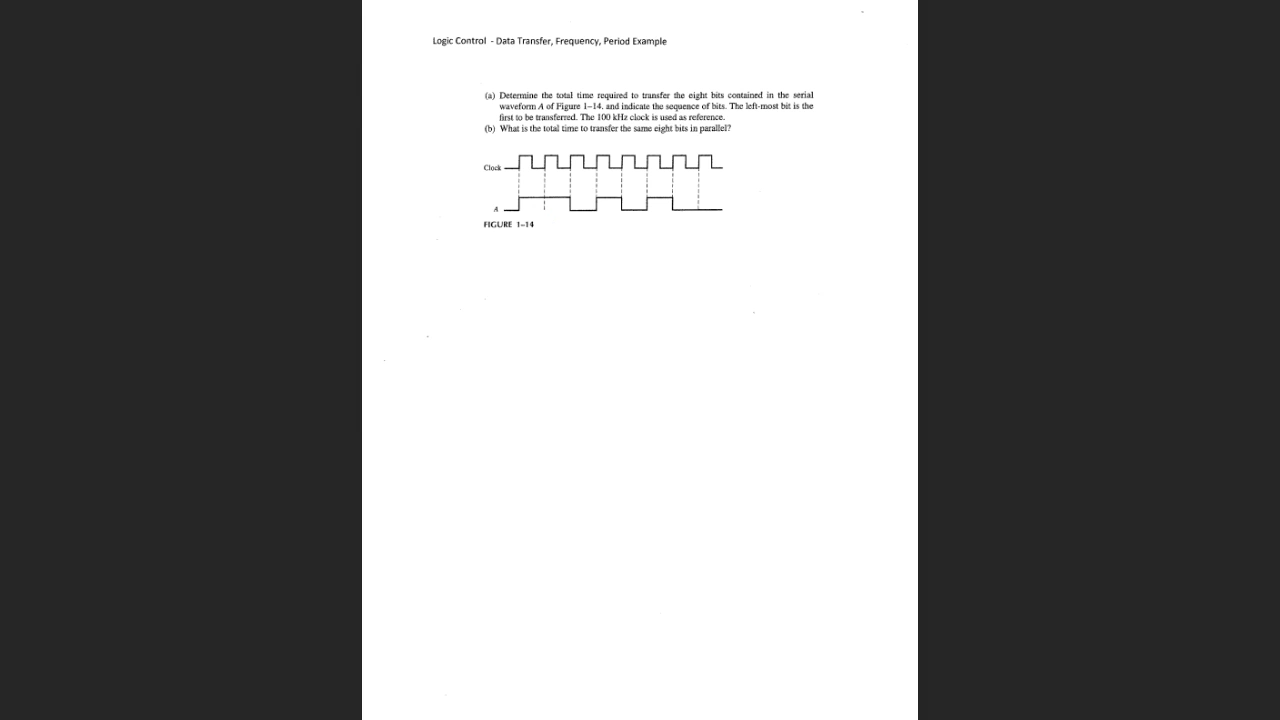 Logic Control - Data Transfer, Frequency, Period Example
(a) Determine the total time required to transfer the eight bits contained in the serial
waveform A of Figure 1–14, and indicate the sequence of bits. The left-most bit is the
first to be transferred. The 100 kHz clock is used as reference.
(b) What is the total time to transfer the same eight bits in parallel?
Clock
A
FIGURE 1–14